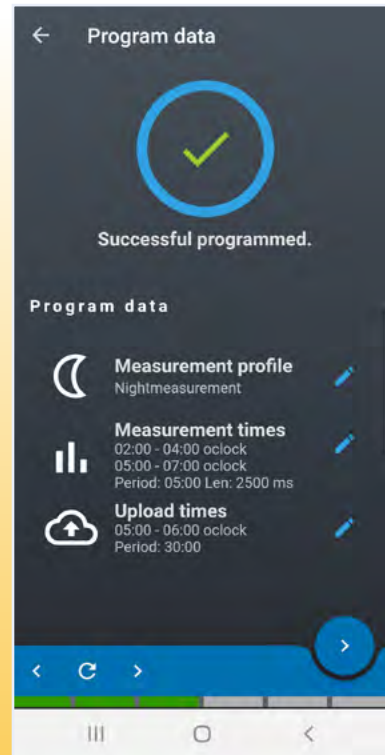 Program data
Successful programmed.
Program data
Measurement profile
Nightmeasurement
Measurement times
02:00 - 04:00 oclock
05:00 - 07:00 oclock
Period: 05:00 Len: 2500 ms
Upload times
05:00 - 06:00 oclock
Period: 30:00